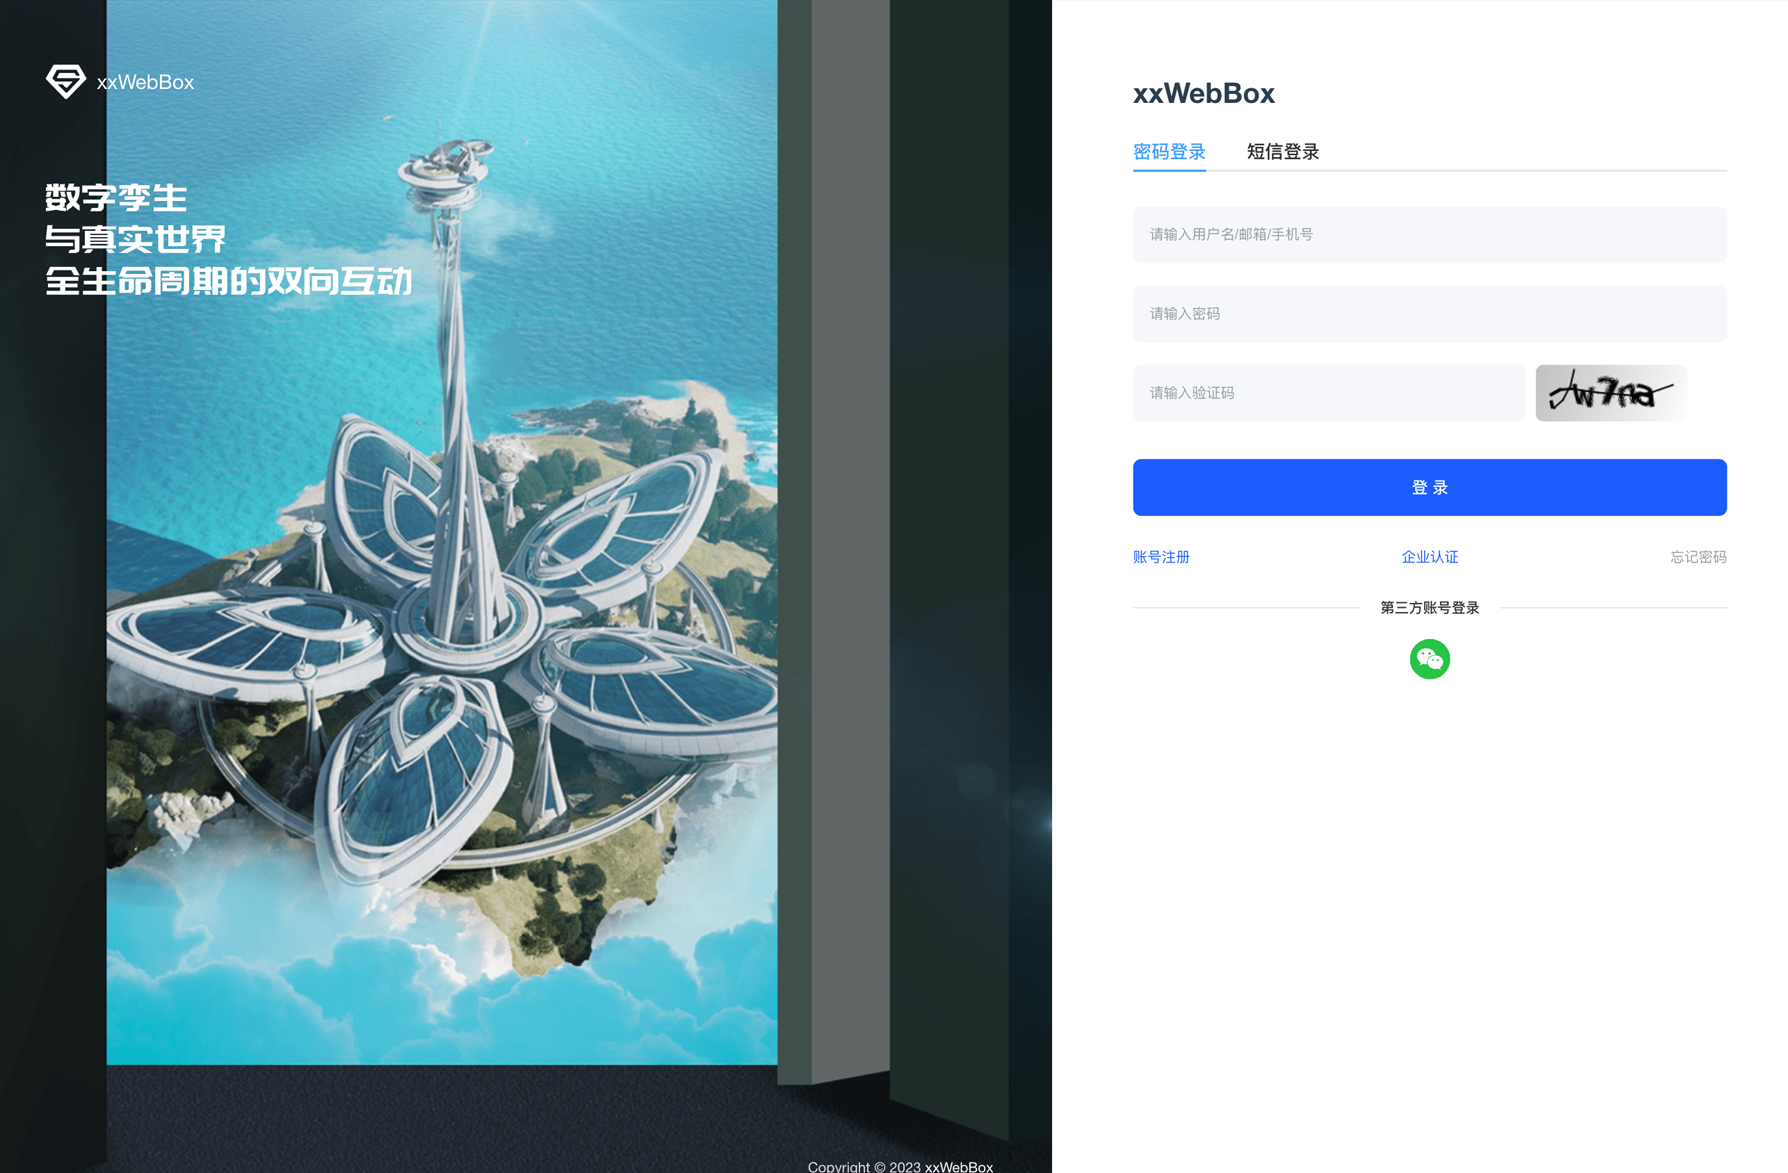 xxWebBox
数字孪生
与真实世界
全生命周期的双向互动
Copyright © 2023 xxWebBox
xxWebBox
密码登录
短信登录
请输入用户名/邮箱/手机号
请输入密码
请输入验证码
登 录
账号注册
企业认证
忘记密码
第三方账号登录